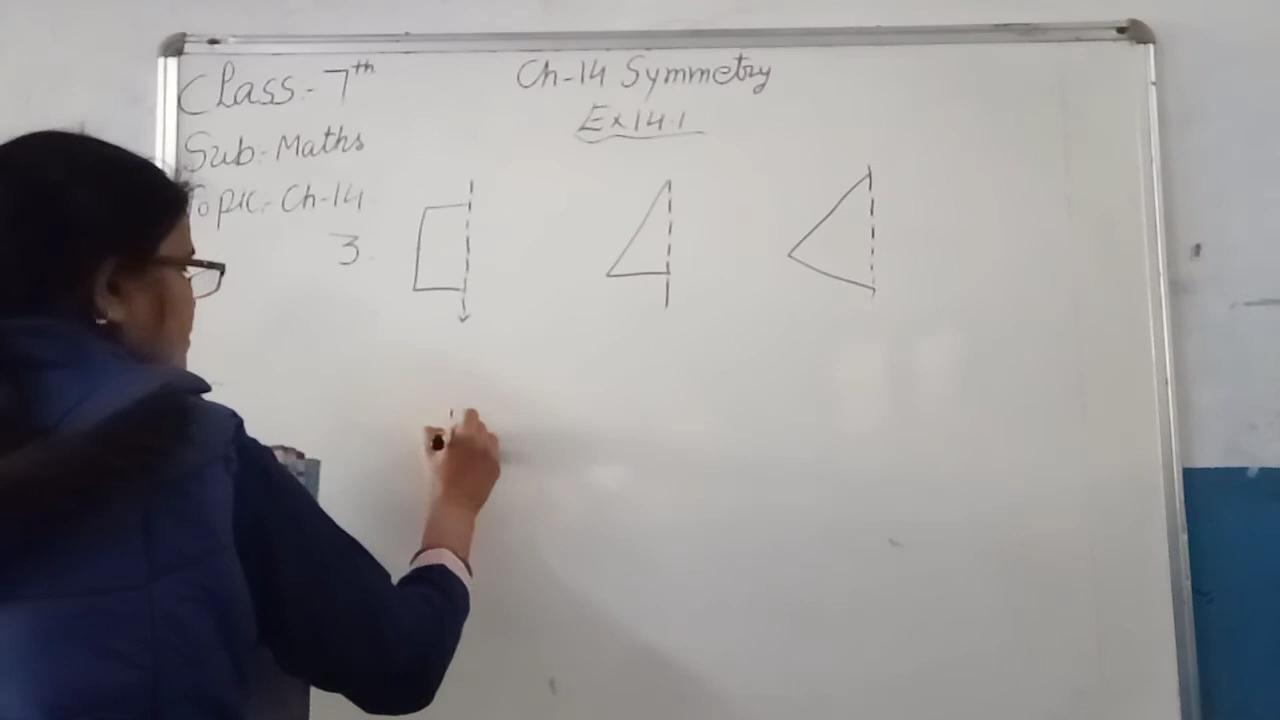 Class:- 7th
Sub:- Maths
Topic:- Ch-14
Ch-14 Symmetry
Ex 14.1
3.